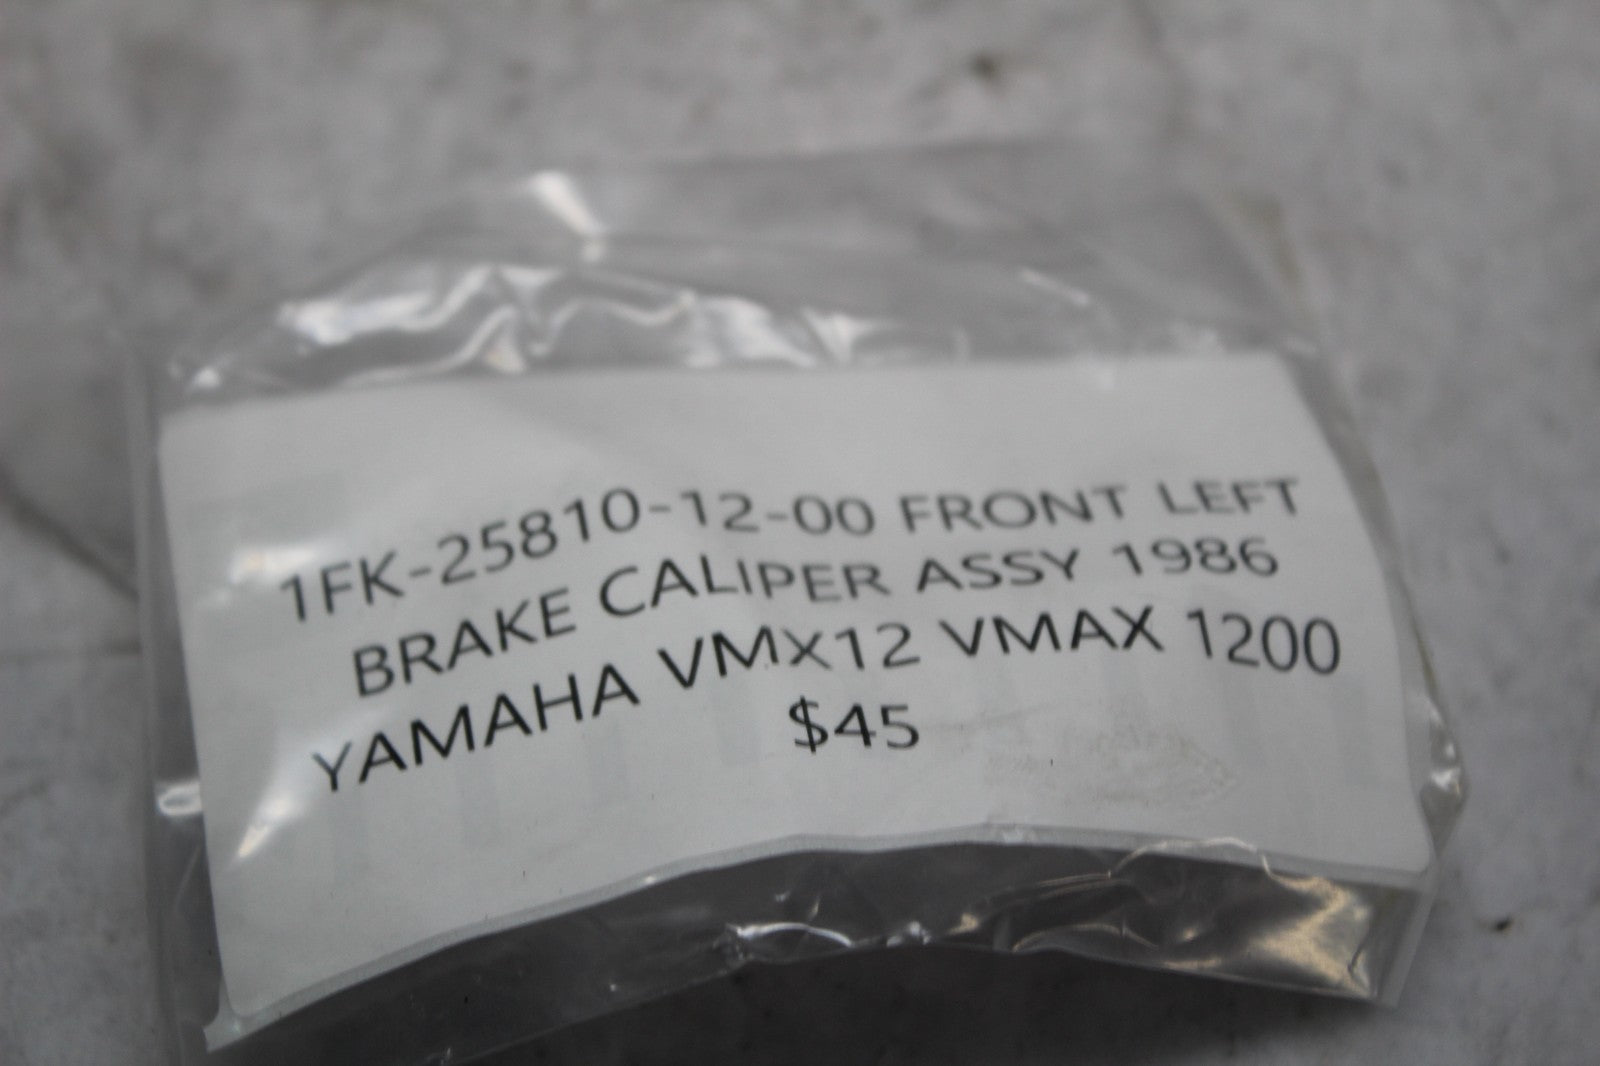 1FK-25810-12-00 FRONT LEFT
BRAKE CALIPER ASSY 1986
YAMAHA VMX12 VMAX 1200
$45